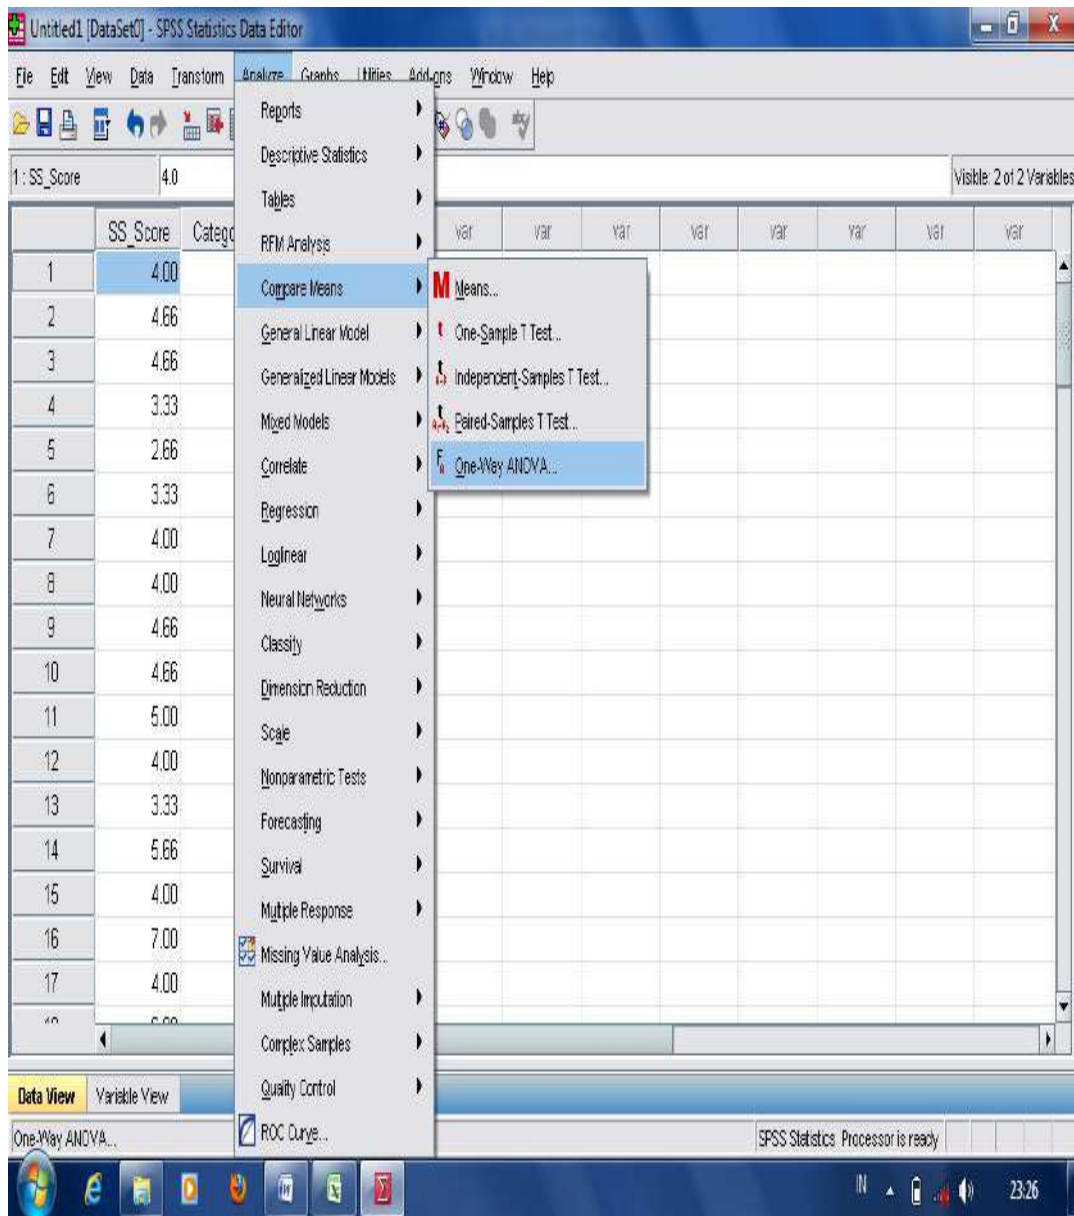 Untitled1 [DataSet0] - SPSS Statistics Data Editor
File Edit View Data Transform Analyze Graphs Utilities Add-ons Window Help
1 : SS_Score 4.0 Visible: 2 of 2 Variables
SS_Score Catego var var var var var var var var
1 4.00
2 4.66
3 4.66
4 3.33
5 2.66
6 3.33
7 4.00
8 4.00
9 4.66
10 4.66
11 5.00
12 4.00
13 3.33
14 5.66
15 4.00
16 7.00
17 4.00
Reports
Descriptive Statistics
Tables
RFM Analysis
Compare Means
General Linear Model
Generalized Linear Models
Mixed Models
Correlate
Regression
Loglinear
Neural Networks
Classify
Dimension Reduction
Scale
Nonparametric Tests
Forecasting
Survival
Multiple Response
Missing Value Analysis...
Multiple Imputation
Complex Samples
Quality Control
ROC Curve...
M Means...
t One-Sample T Test...
Independent-Samples T Test...
Paired-Samples T Test...
One-Way ANOVA...
Data View Variable View
One-Way ANOVA... SPSS Statistics Processor is ready
IN 23:26